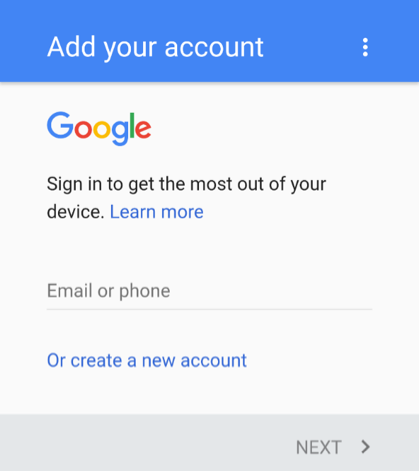 Add your account
Google
Sign in to get the most out of your
device. Learn more
Email or phone
Or create a new account
NEXT